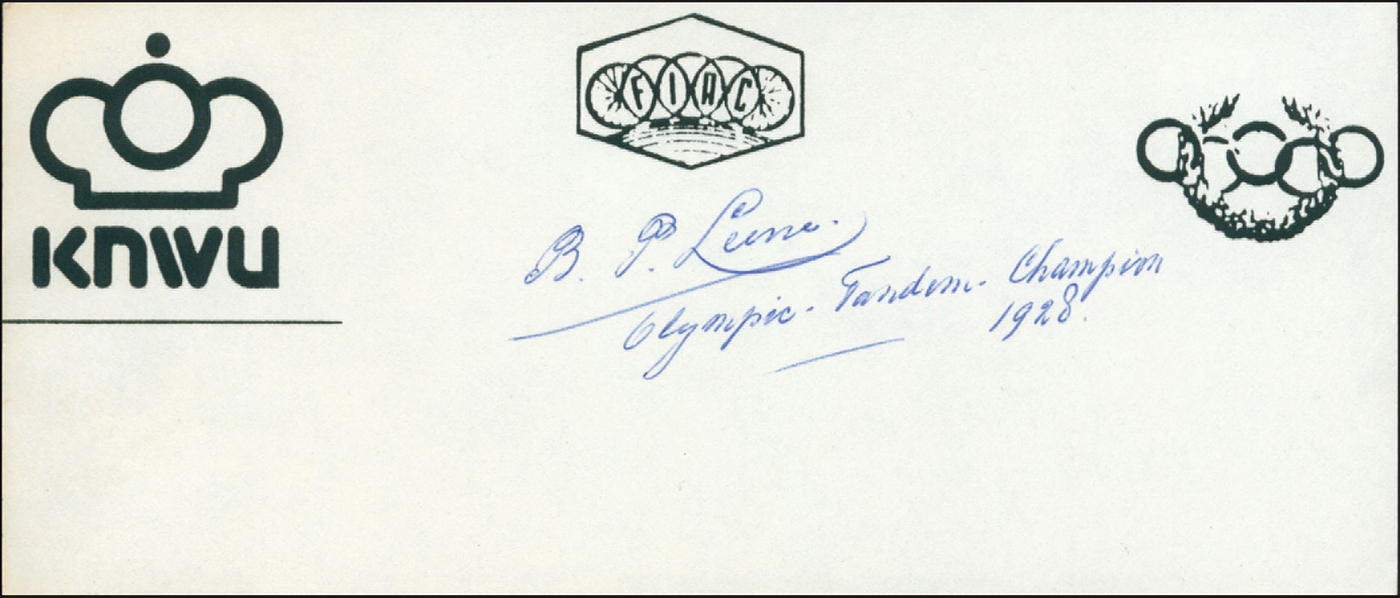 KNWU
FIAC
B. P. Leene.
Olympic - Tandem - Champion
1928.